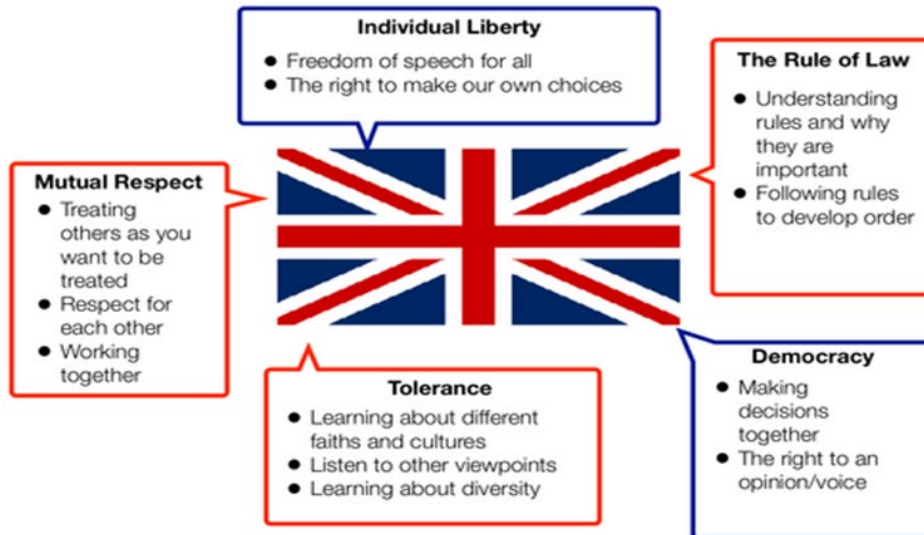 Individual Liberty
● Freedom of speech for all
● The right to make our own choices
The Rule of Law
● Understanding
rules and why
they are
important
● Following rules
to develop order
Mutual Respect
● Treating
others as you
want to be
treated
● Respect for
each other
● Working
together
Tolerance
● Learning about different
faiths and cultures
● Listen to other viewpoints
● Learning about diversity
Democracy
● Making
decisions
together
● The right to an
opinion/voice